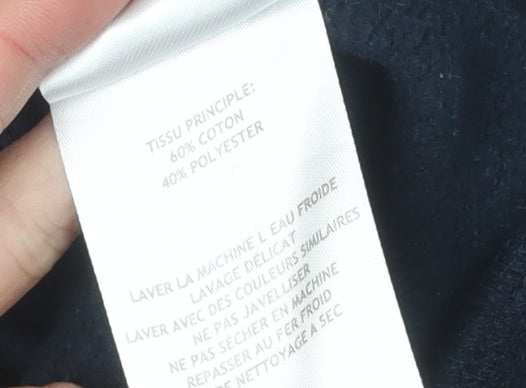 TISSU PRINCIPLE:
60% COTON
40% POLYESTER
LAVER LA MACHINE L EAU FROIDE
LAVAGE DÉLICAT
LAVER AVEC DES COULEURS SIMILAIRES
NE PAS JAVELLISER
NE PAS SÉCHER EN MACHINE
REPASSER AU FER FROID
DE NETTOYAGE A SEC